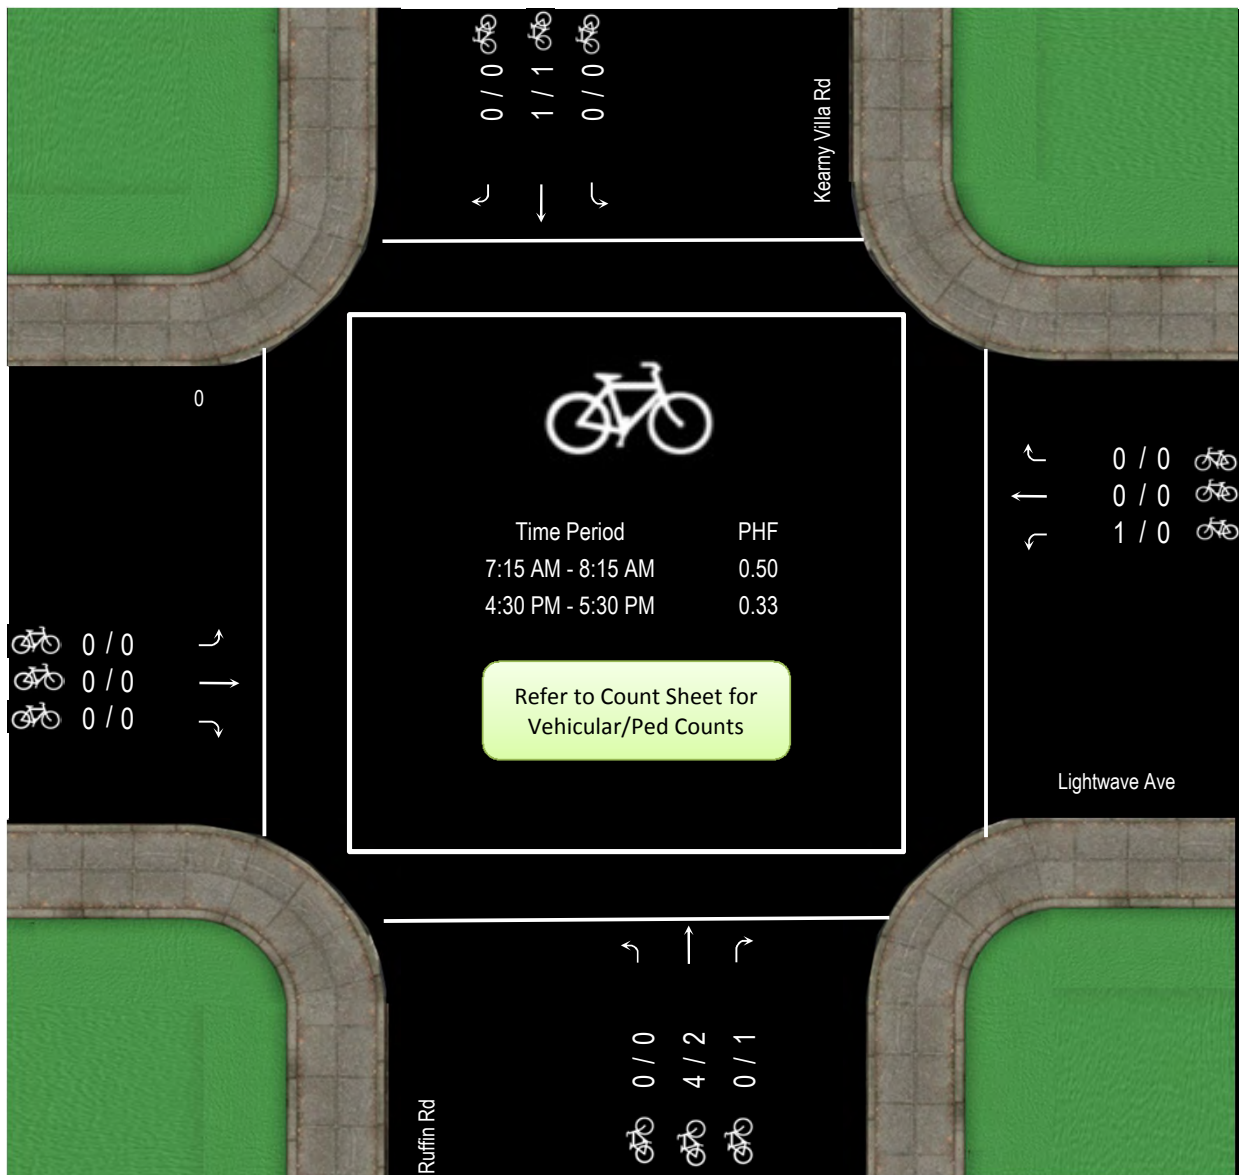 0 / 0
1 / 1
0 / 0
Kearny Villa Rd
0
0 / 0
0 / 0
1 / 0
Time Period PHF
7:15 AM - 8:15 AM 0.50
4:30 PM - 5:30 PM 0.33
0 / 0
0 / 0
0 / 0
Refer to Count Sheet for
Vehicular/Ped Counts
Lightwave Ave
0 / 0
4 / 2
0 / 1
Ruffin Rd